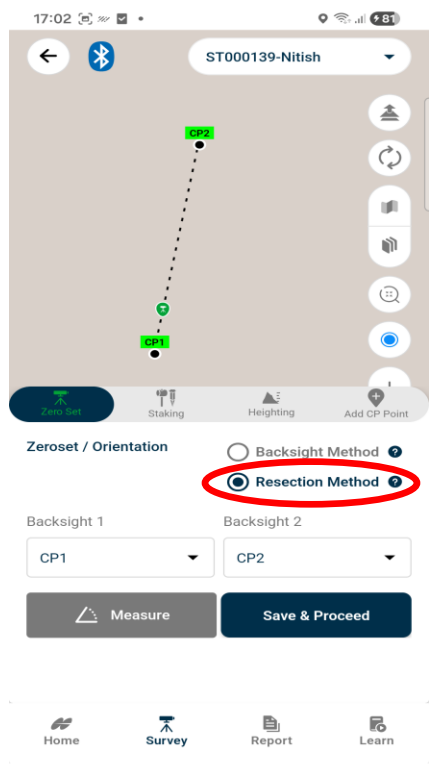 17:02
81
ST000139-Nitish
CP2
CP1
Zero Set
Staking
Heighting
Add CP Point
Zeroset / Orientation
Backsight Method ?
Resection Method ?
Backsight 1
Backsight 2
CP1
CP2
Measure
Save & Proceed
Home
Survey
Report
Learn